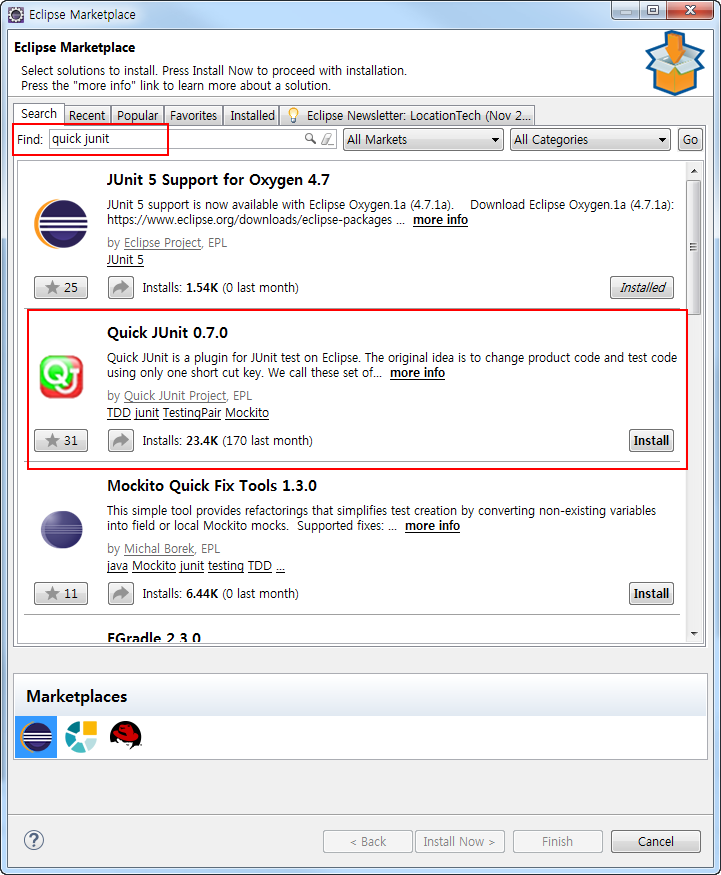 Eclipse Marketplace
Eclipse Marketplace
Select solutions to install. Press Install Now to proceed with installation.
Press the "more info" link to learn more about a solution.
Search Recent Popular Favorites Installed Eclipse Newsletter: LocationTech (Nov 2...
Find: quick junit All Markets All Categories Go
JUnit 5 Support for Oxygen 4.7
JUnit 5 support is now available with Eclipse Oxygen.1a (4.7.1a). Download Eclipse Oxygen.1a (4.7.1a):
https://www.eclipse.org/downloads/eclipse-packages ... more info
by Eclipse Project, EPL
JUnit 5
25 Installs: 1.54K (0 last month) Installed
Quick JUnit 0.7.0
QJ
Quick JUnit is a plugin for JUnit test on Eclipse. The original idea is to change product code and test code
using only one short cut key. We call these set of... more info
by Quick JUnit Project, EPL
TDD junit TestingPair Mockito
31 Installs: 23.4K (170 last month) Install
Mockito Quick Fix Tools 1.3.0
This simple tool provides refactorings that simplifies test creation by converting non-existing variables
into field or local Mockito mocks. Supported fixes: ... more info
by Michal Borek, EPL
java Mockito junit testing TDD ...
11 Installs: 6.44K (0 last month) Install
EGradle 2.3.0
Marketplaces
? < Back Install Now > Finish Cancel